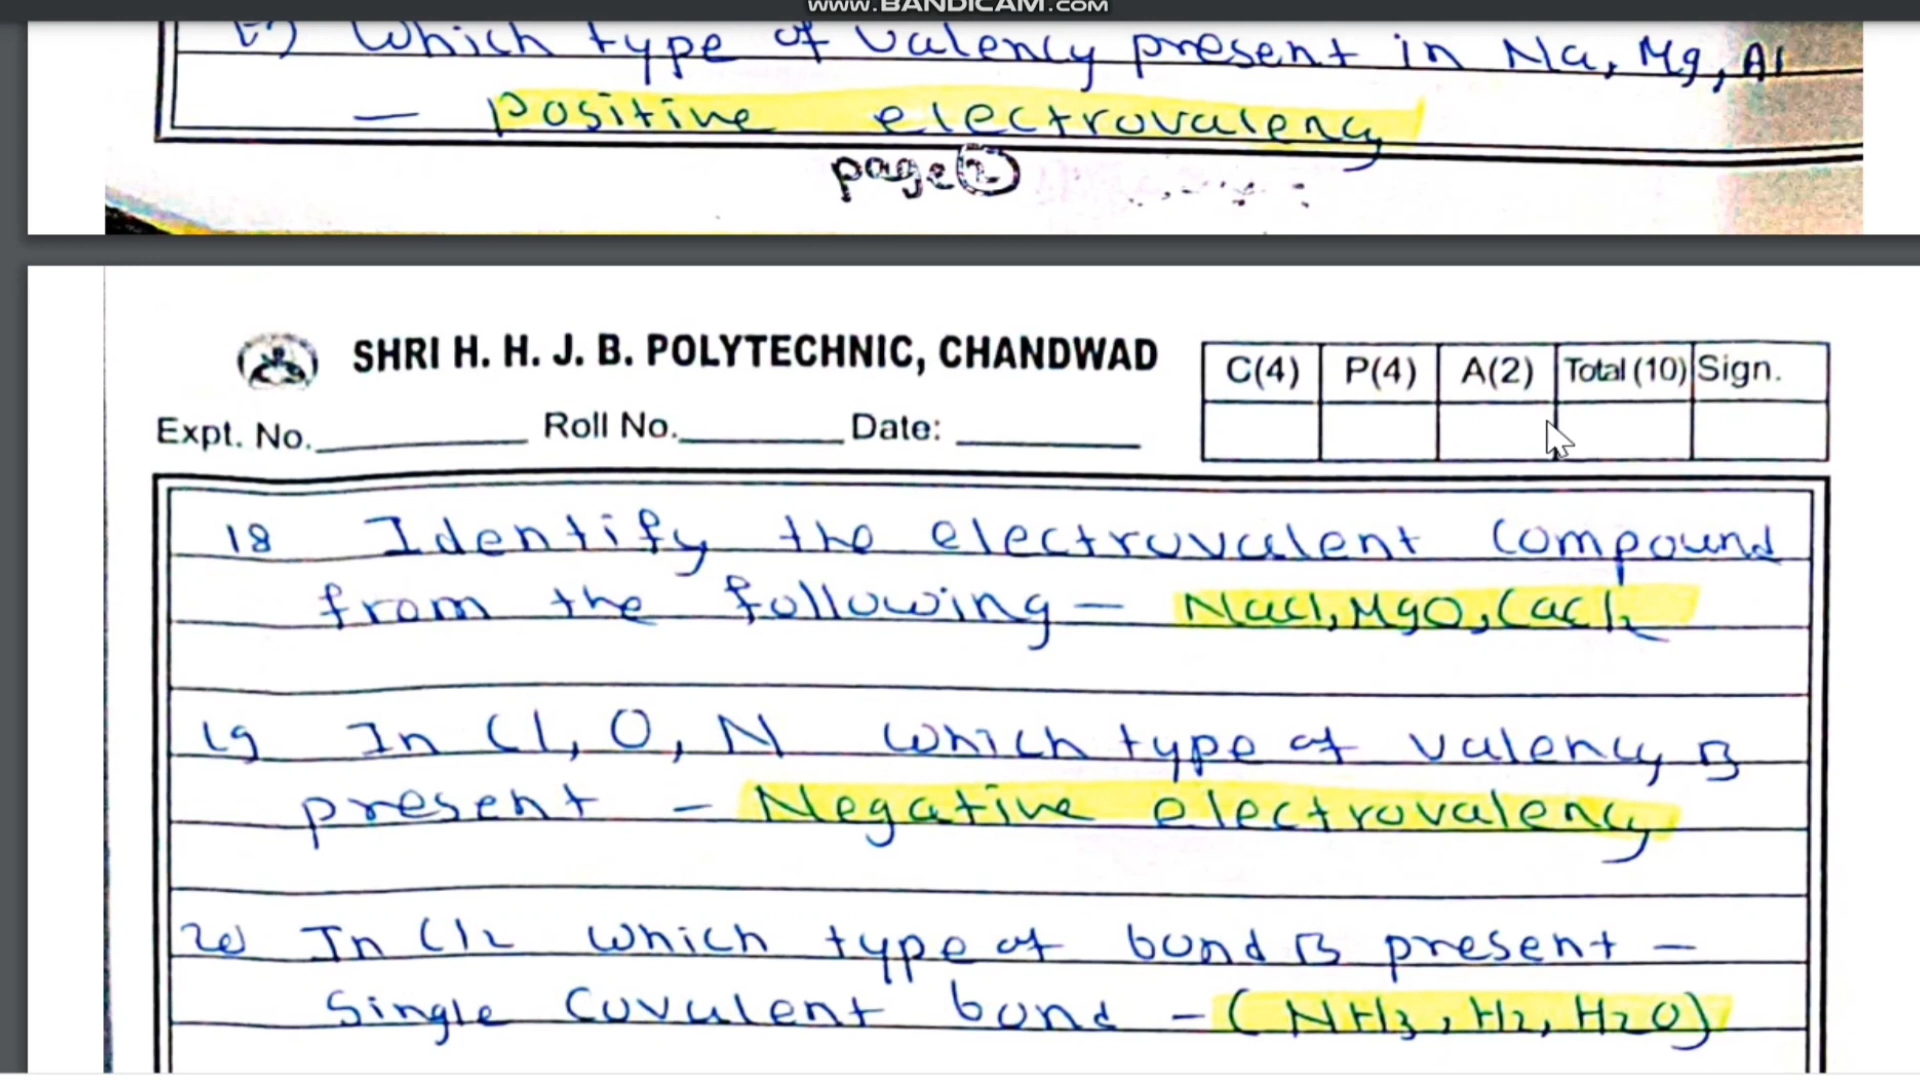 www.BANDICAM.com
Which type of valency present in Na, Mg, Al
— Positive electrovalency
page
SHRI H. H. J. B. POLYTECHNIC, CHANDWAD
C(4) P(4) A(2) Total (10) Sign.
Expt. No. Roll No. Date:
18 Identify the electrovalent compound
from the following — NaCl, MgO, CaCl2
19 In Cl, O, N which type of valency is
present — Negative electrovalency
20) In Cl2 which type of bond is present —
Single Covalent bond — (NH3, H2, H2O)